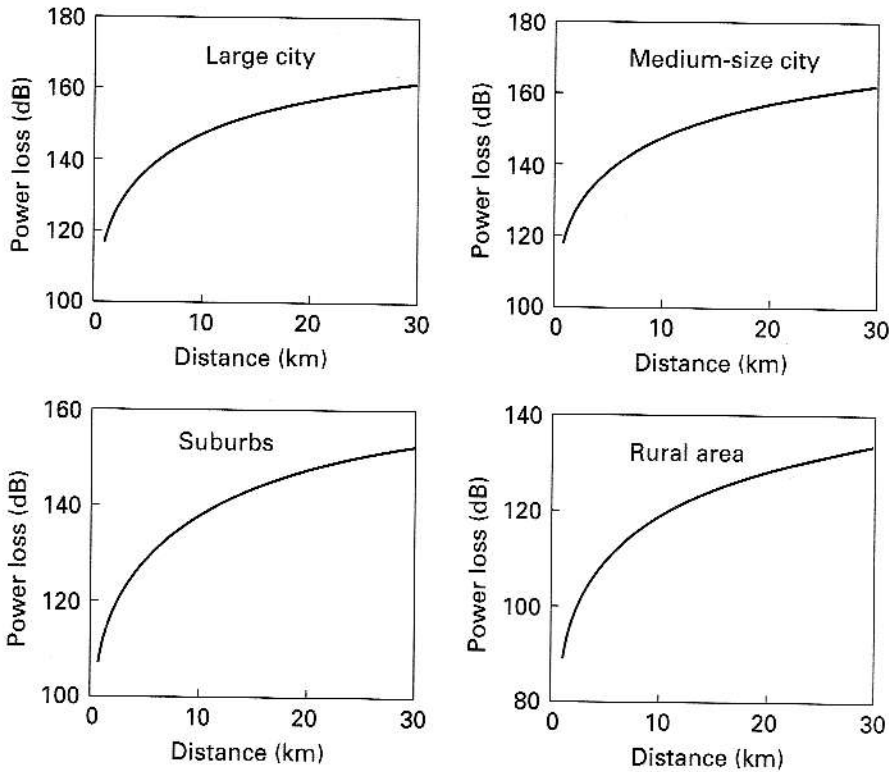 180
160
140
120
100
Power loss (dB)
Large city
0 10 20 30
Distance (km)
180
160
140
120
100
Power loss (dB)
Medium-size city
0 10 20 30
Distance (km)
160
140
120
100
Power loss (dB)
Suburbs
0 10 20 30
Distance (km)
140
120
100
80
Power loss (dB)
Rural area
0 10 20 30
Distance (km)